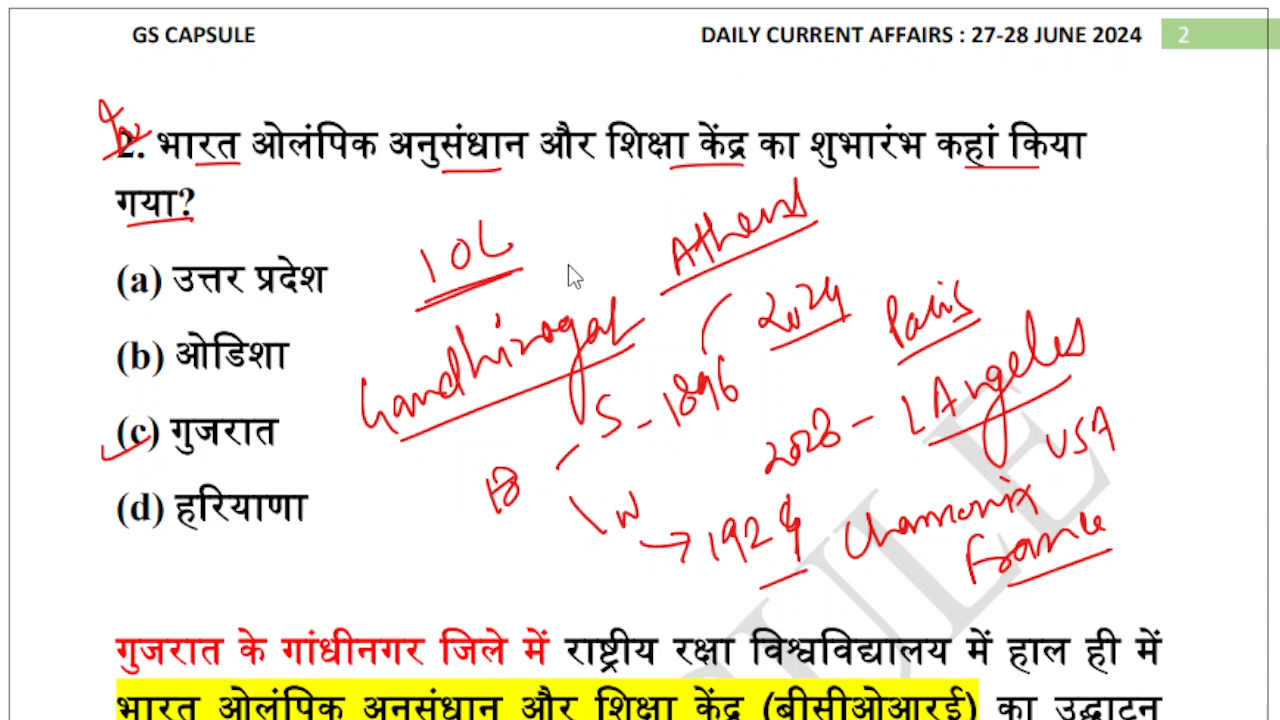 GS CAPSULE
DAILY CURRENT AFFAIRS : 27-28 JUNE 2024
2
2. भारत ओलंपिक अनुसंधान और शिक्षा केंद्र का शुभारंभ कहां किया
गया?
Athens
(a) उत्तर प्रदेश
2024
Paris
Gandhinagar
(b) ओडिशा
S - 1896
2028 - L Angeles
USA
(c) गुजरात
(d) हरियाणा
W → 1924 Chamonix
France
गुजरात के गांधीनगर जिले में राष्ट्रीय रक्षा विश्वविद्यालय में हाल ही में
भारत ओलंपिक अनुसंधान और शिक्षा केंद्र (बीसीओआरई) का उद्घाटन